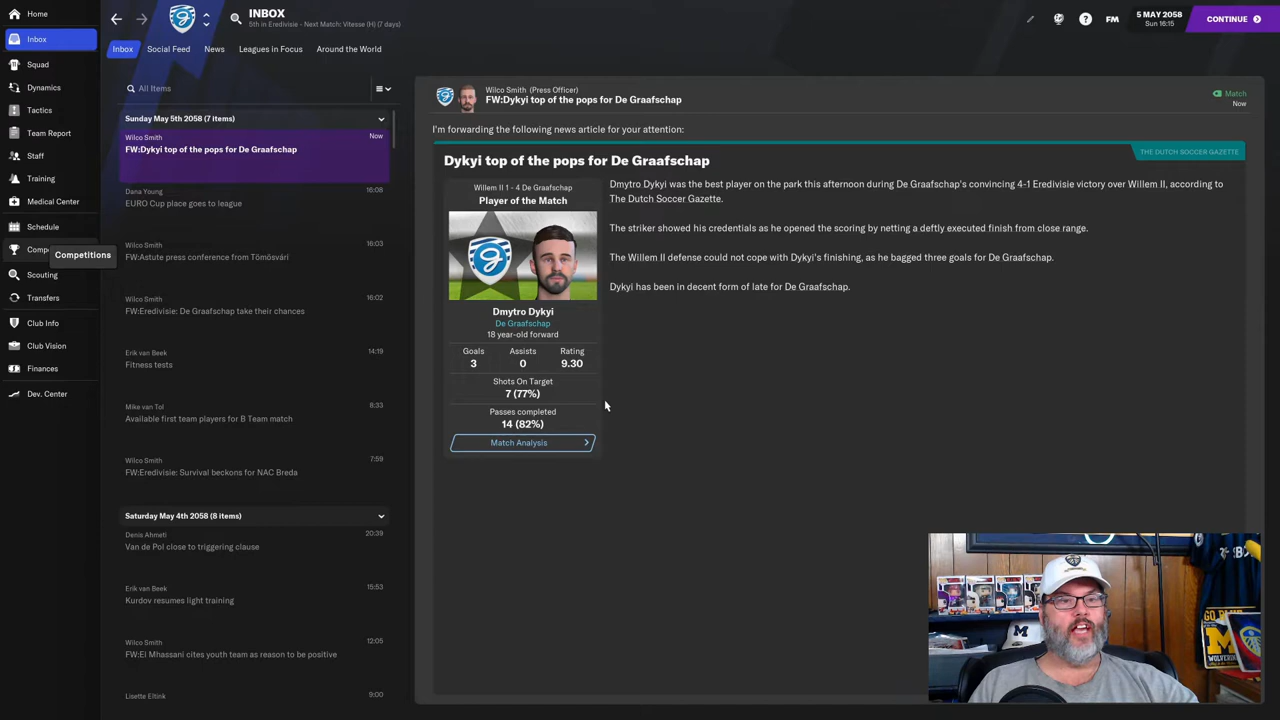 Home
Inbox
Squad
Dynamics
Tactics
Team Report
Staff
Training
Medical Center
Schedule
Comp
Competitions
Scouting
Transfers
Club Info
Club Vision
Finances
Dev. Center
INBOX
5th in Eredivisie - Next Match: Vitesse (H) (7 days)
FM
5 MAY 2058
Sun 16:15
CONTINUE
Inbox
Social Feed
News
Leagues in Focus
Around the World
All Items
Sunday May 5th 2058 (7 items)
Wilco Smith
Now
FW:Dykyi top of the pops for De Graafschap
Dana Young
16:08
EURO Cup place goes to league
Wilco Smith
16:03
FW:Astute press conference from Tömösvári
Wilco Smith
16:02
FW:Eredivisie: De Graafschap take their chances
Erik van Beek
14:19
Fitness tests
Mike van Tol
8:33
Available first team players for B Team match
Wilco Smith
7:59
FW:Eredivisie: Survival beckons for NAC Breda
Saturday May 4th 2058 (8 items)
Denis Ahmeti
20:39
Van de Pol close to triggering clause
Erik van Beek
15:53
Kurdov resumes light training
Wilco Smith
12:05
FW:El Mhassani cites youth team as reason to be positive
Lisette Eltink
9:00
Wilco Smith (Press Officer)
FW:Dykyi top of the pops for De Graafschap
Match
Now
I'm forwarding the following news article for your attention:
Dykyi top of the pops for De Graafschap
THE DUTCH SOCCER GAZETTE
Willem II 1 - 4 De Graafschap
Player of the Match
Dmytro Dykyi
De Graafschap
18 year-old forward
Goals Assists Rating
3 0 9.30
Shots On Target
7 (77%)
Passes completed
14 (82%)
Match Analysis
Dmytro Dykyi was the best player on the park this afternoon during De Graafschap's convincing 4-1 Eredivisie victory over Willem II, according to
The Dutch Soccer Gazette.
The striker showed his credentials as he opened the scoring by netting a deftly executed finish from close range.
The Willem II defense could not cope with Dykyi's finishing, as he bagged three goals for De Graafschap.
Dykyi has been in decent form of late for De Graafschap.
GO BLUE
M
WOLVERINES
M